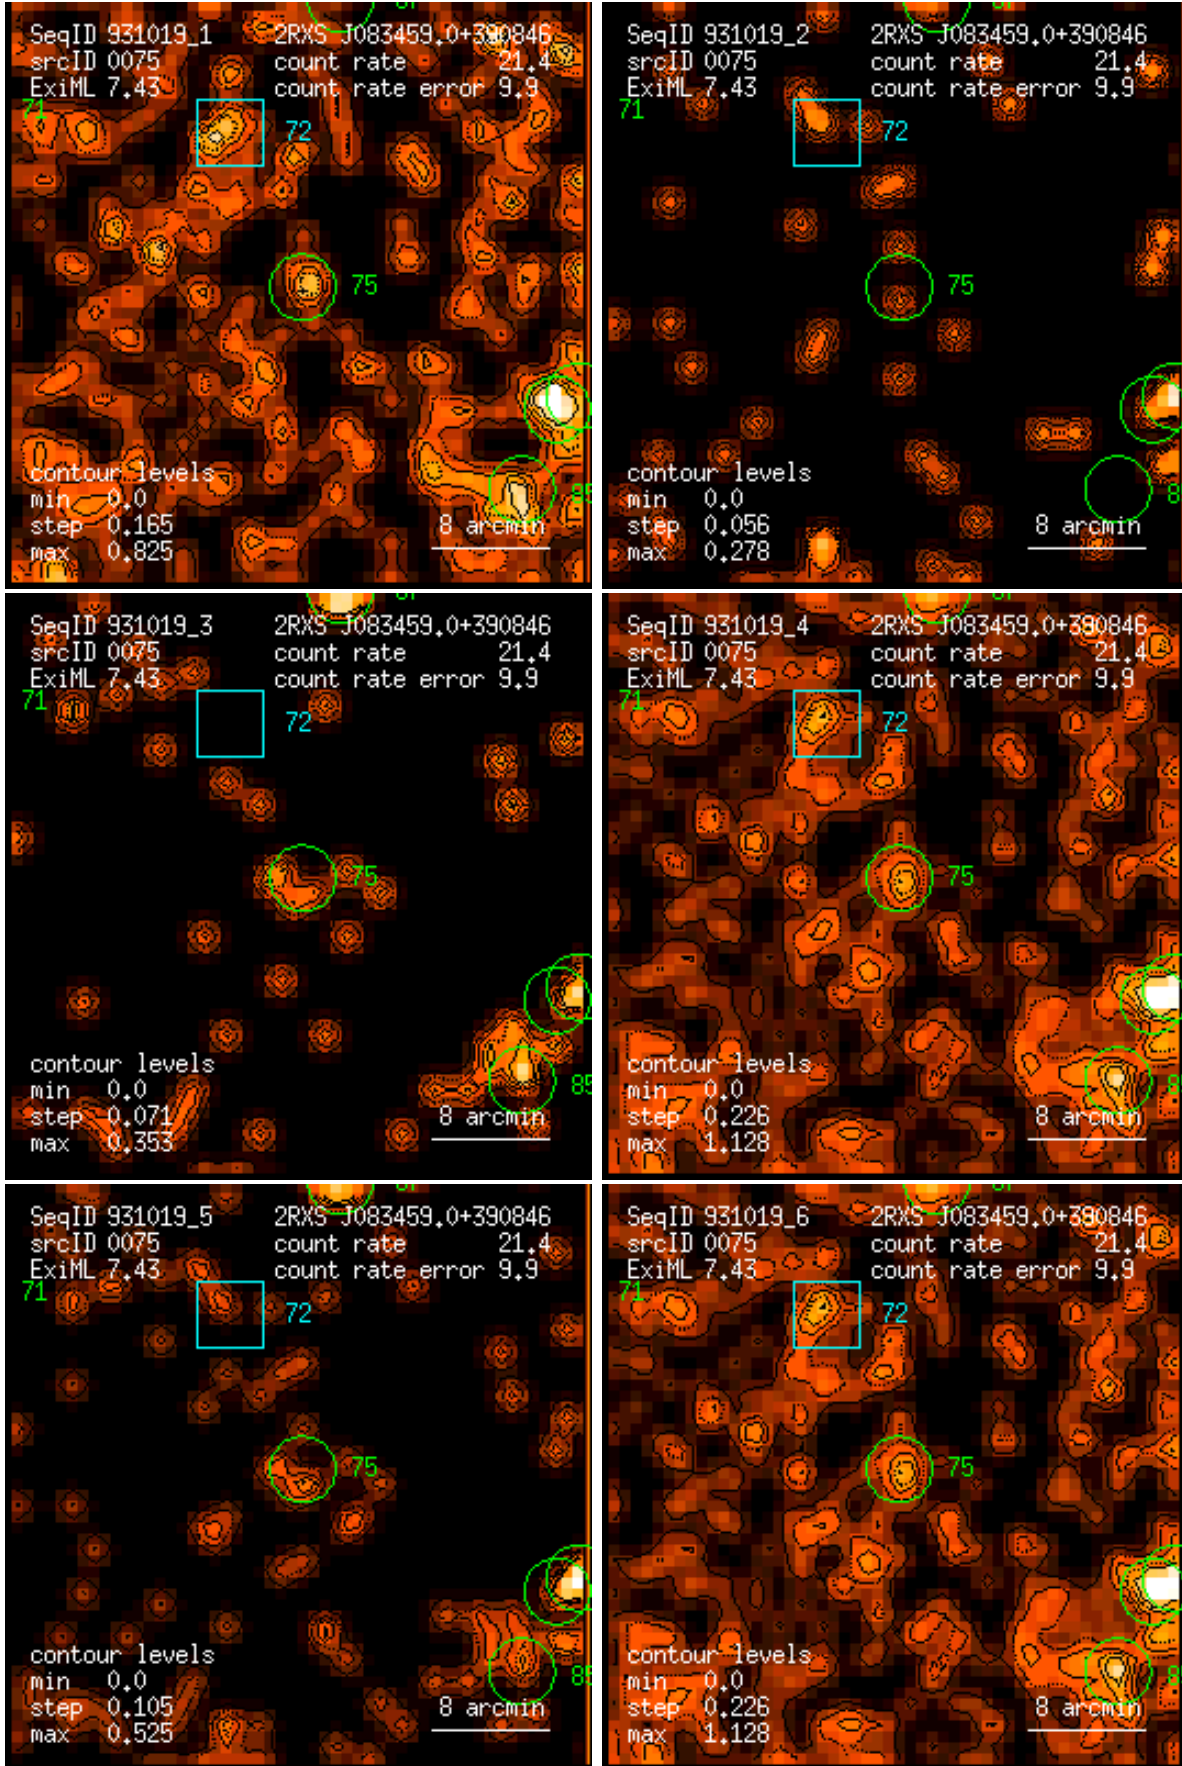 SeqID 931019_1 2RXS J083459.0+390846
srcID 0075 count rate 21.4
ExiML 7.43 count rate error 9.9
71
72
75
contour levels
85
min 0.0
step 0.165 8 arcmin
max 0.825
SeqID 931019_2 2RXS J083459.0+390846
srcID 0075 count rate 21.4
ExiML 7.43 count rate error 9.9
71
72
75
contour levels
min 0.0
step 0.056 8 arcmin
max 0.278
SeqID 931019_3 2RXS J083459.0+390846
srcID 0075 count rate 21.4
ExiML 7.43 count rate error 9.9
71
72
75
contour levels
min 0.0 85
step 0.071 8 arcmin
max 0.353
SeqID 931019_4 2RXS J083459.0+390846
srcID 0075 count rate 21.4
ExiML 7.43 count rate error 9.9
71
72
75
contour levels
min 0.0
step 0.226 8 arcmin
max 1.128
SeqID 931019_5 2RXS J083459.0+390846
srcID 0075 count rate 21.4
ExiML 7.43 count rate error 9.9
71
72
75
contour levels
min 0.0 85
step 0.105 8 arcmin
max 0.525
SeqID 931019_6 2RXS J083459.0+390846
srcID 0075 count rate 21.4
ExiML 7.43 count rate error 9.9
71
72
75
contour levels
min 0.0
step 0.226 8 arcmin
max 1.128